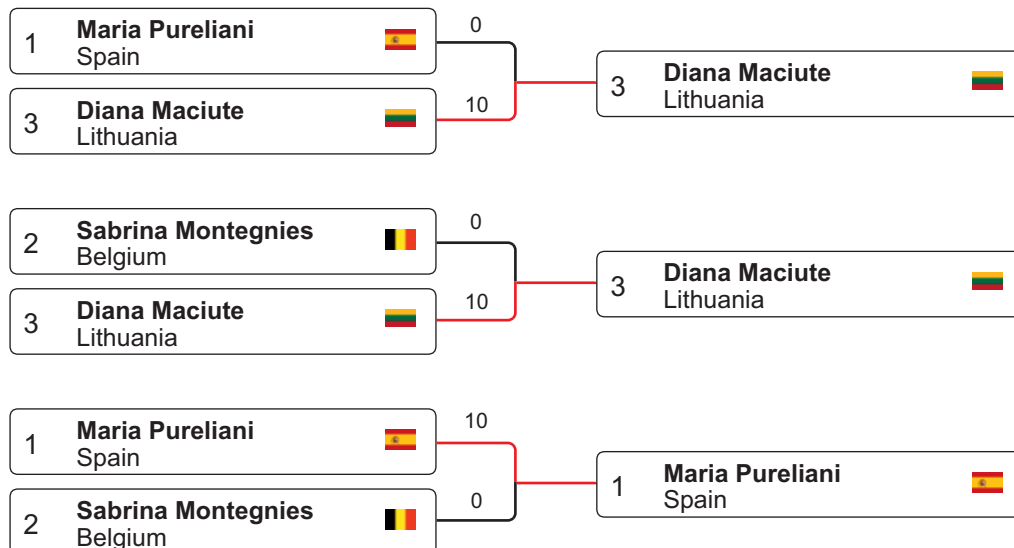 1 Maria Pureliani
Spain
0
3 Diana Maciute
Lithuania
10
3 Diana Maciute
Lithuania
2 Sabrina Montegnies
Belgium
0
3 Diana Maciute
Lithuania
10
3 Diana Maciute
Lithuania
1 Maria Pureliani
Spain
10
2 Sabrina Montegnies
Belgium
0
1 Maria Pureliani
Spain